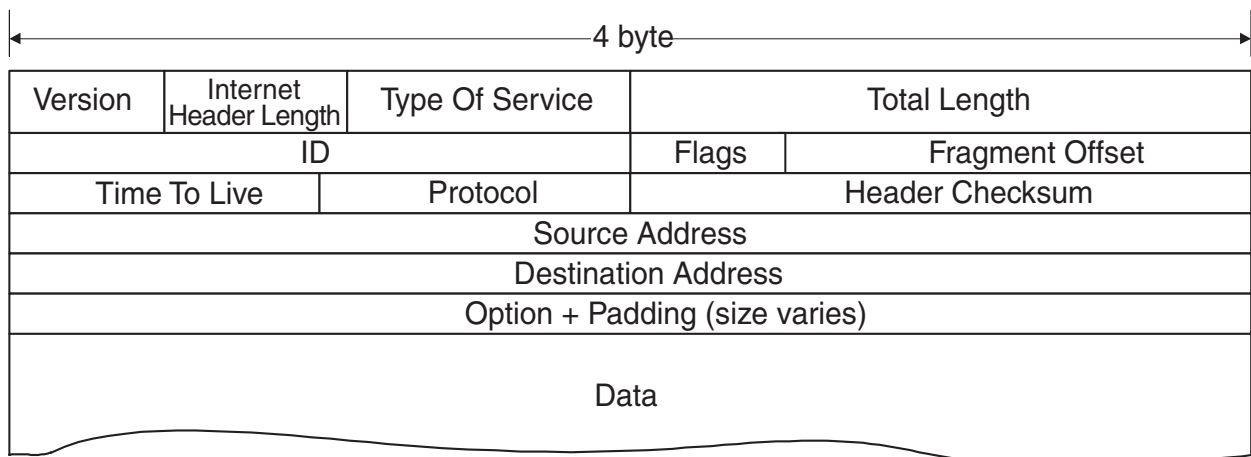 4 byte
Version
Internet
Header Length
Type Of Service
Total Length
ID
Flags
Fragment Offset
Time To Live
Protocol
Header Checksum
Source Address
Destination Address
Option + Padding (size varies)
Data